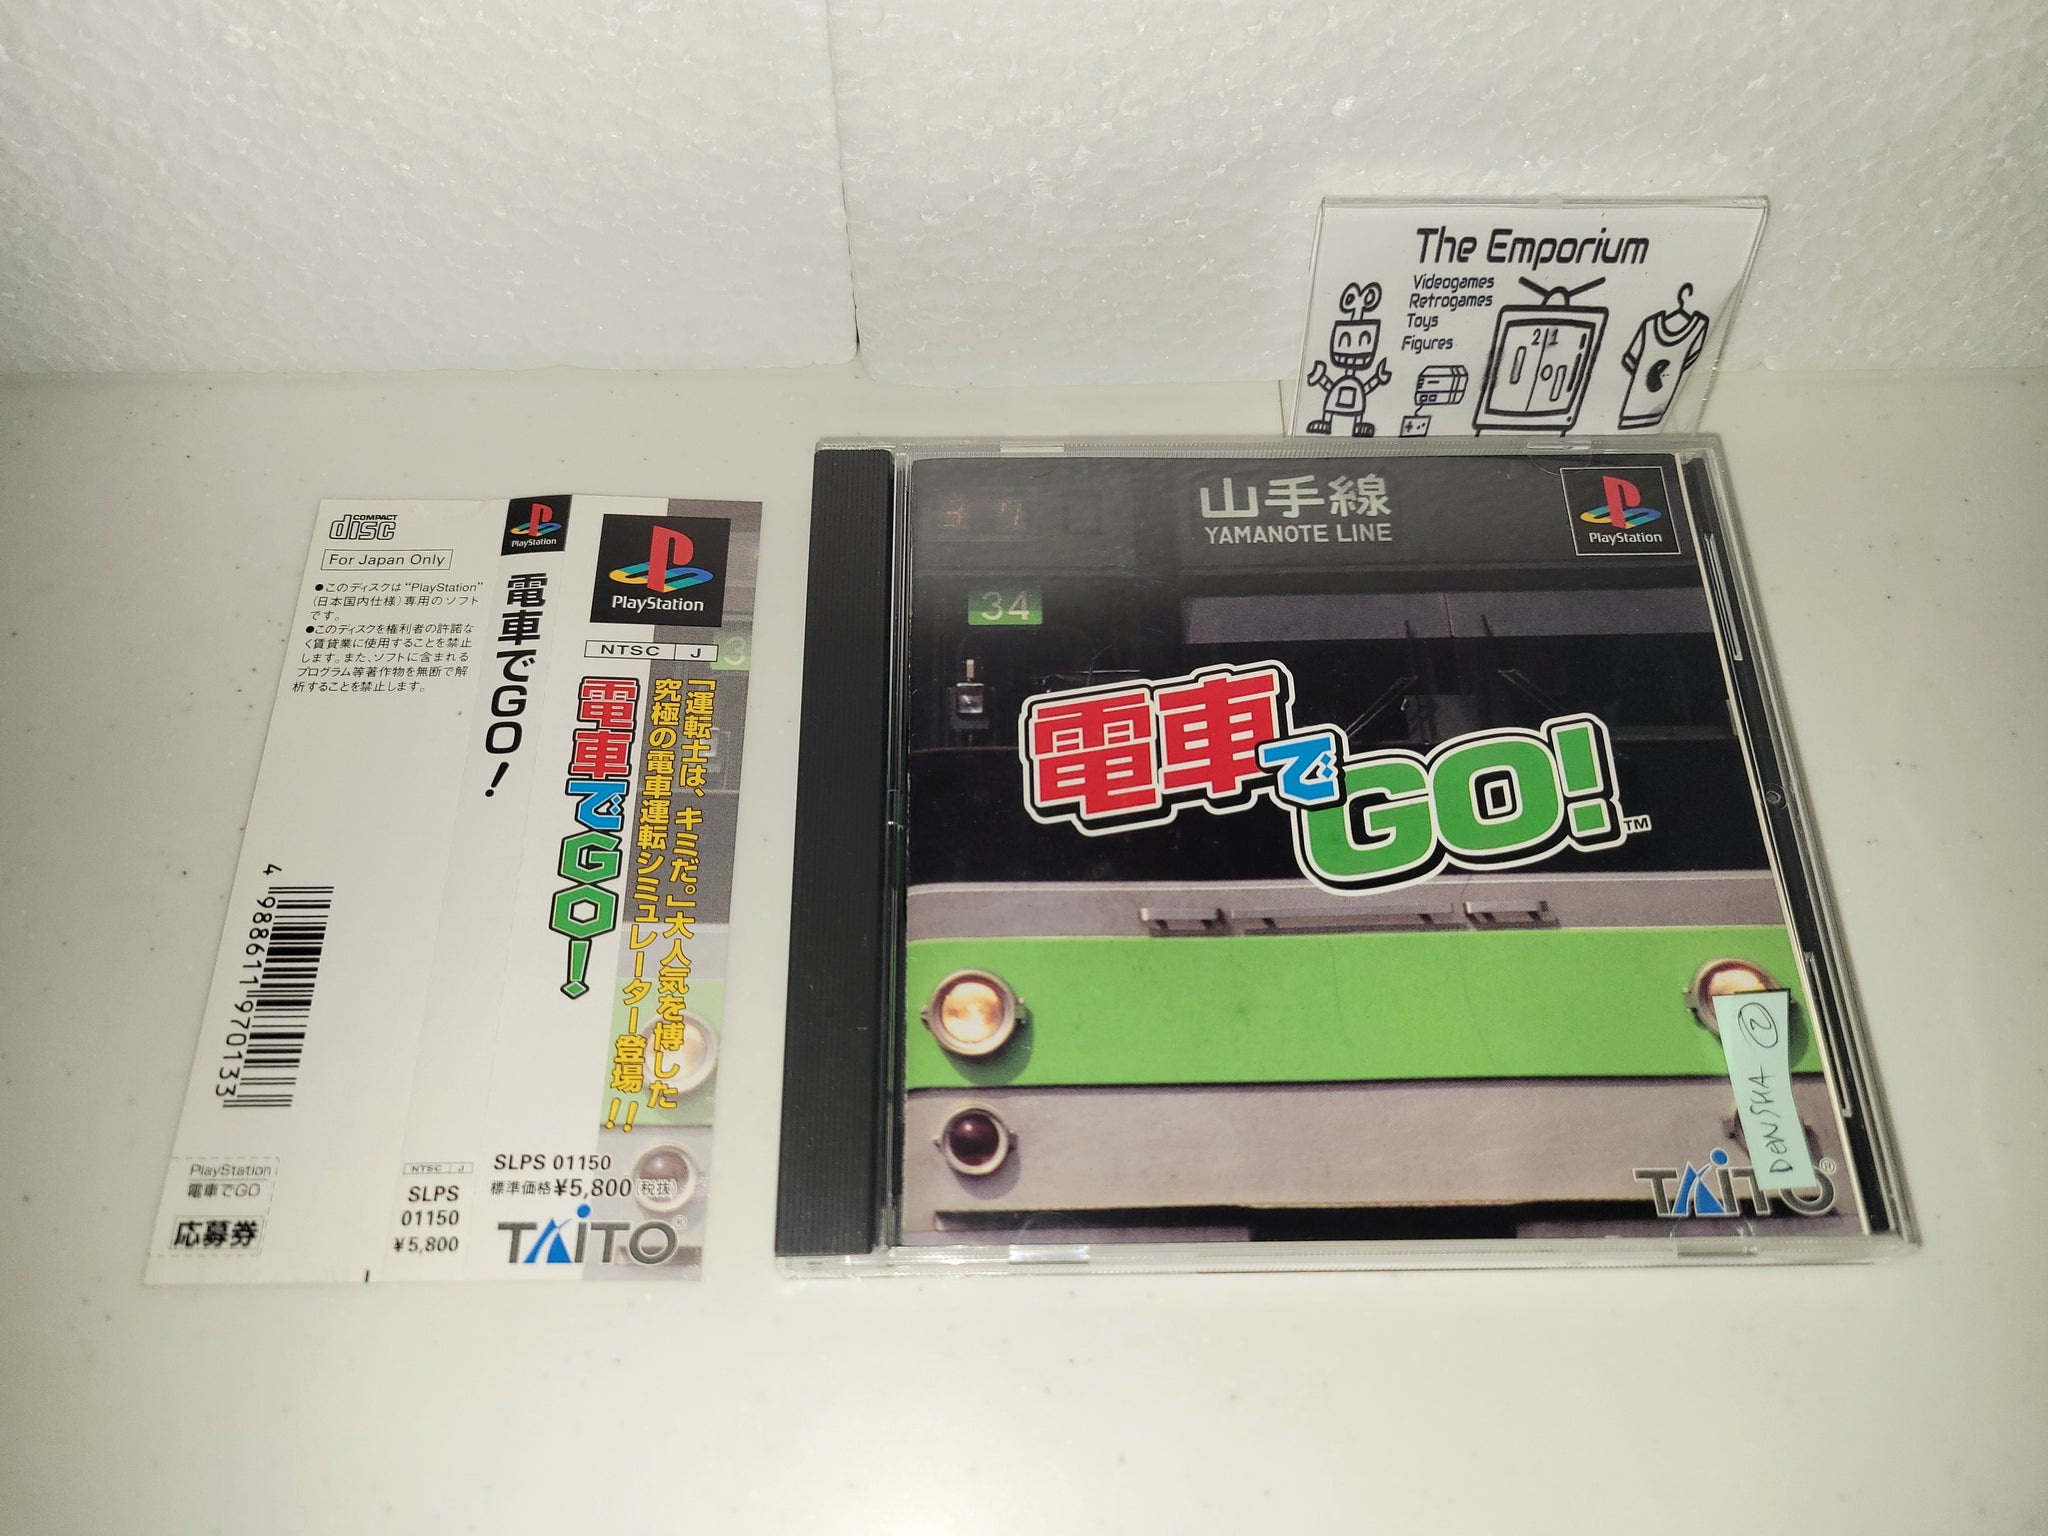 The Emporium
Videogames
Retrogames
Toys
Figures
2 1
COMPACT
disc
For Japan Only
●このディスクは“PlayStation”
(日本国内仕様)専用のソフト
です。
●このディスクを権利者の許諾な
く賃貸業に使用することを禁止
します。また、ソフトに含まれる
プログラム等著作物を無断で解
析することを禁止します。
4 988611 970133
PlayStation
電車でGO
応募券
NTSC J
SLPS
01150
¥5,800
PlayStation
電車でGO!
PlayStation
NTSC J
3
「運転士は、キミだ。」大人気を博した
究極の電車運転シミュレーター登場!!
電車でGO!
SLPS 01150
標準価格¥5,800(税抜)
TAITO®
山手線
YAMANOTE LINE
PlayStation
34
電車でGO!™
DENSHA 2
TAITO®